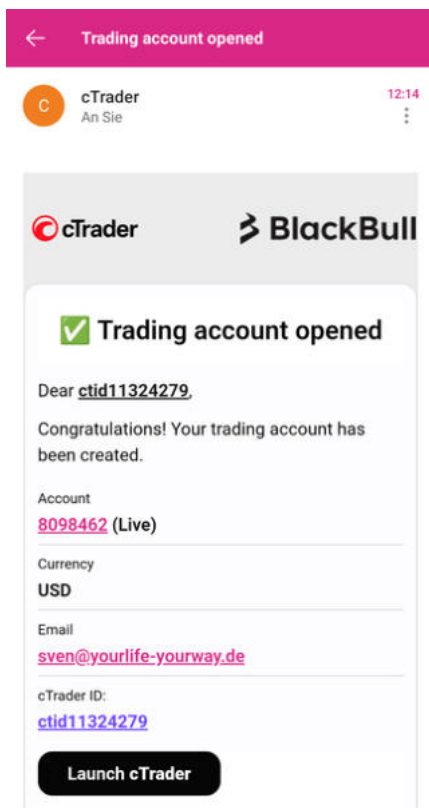 Trading account opened
cTrader
12:14
C
An Sie
cTrader
BlackBull
Trading account opened
Dear ctid11324279,
Congratulations! Your trading account has
been created.
Account
8098462 (Live)
Currency
USD
Email
sven@yourlife-yourway.de
cTrader ID:
ctid11324279
Launch cTrader